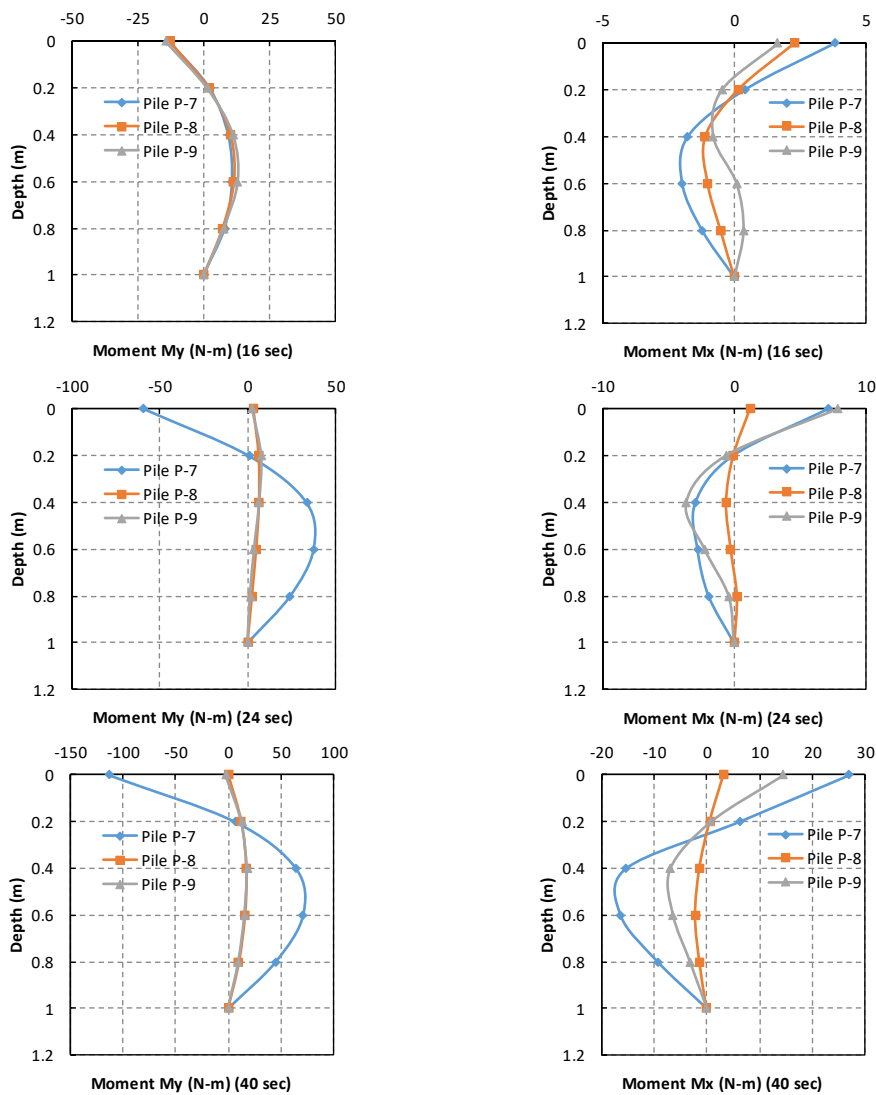 -50 -25 0 25 50
0
0.2
0.4
0.6
0.8
1
1.2
Depth (m)
Pile P-7
Pile P-8
Pile P-9
Moment My (N-m) (16 sec)
-5 0 5
0
0.2
0.4
0.6
0.8
1
1.2
Depth (m)
Pile P-7
Pile P-8
Pile P-9
Moment Mx (N-m) (16 sec)
-100 -50 0 50
0
0.2
0.4
0.6
0.8
1
1.2
Depth (m)
Pile P-7
Pile P-8
Pile P-9
Moment My (N-m) (24 sec)
-10 0 10
0
0.2
0.4
0.6
0.8
1
1.2
Depth (m)
Pile P-7
Pile P-8
Pile P-9
Moment Mx (N-m) (24 sec)
-150 -100 -50 0 50 100
0
0.2
0.4
0.6
0.8
1
1.2
Depth (m)
Pile P-7
Pile P-8
Pile P-9
Moment My (N-m) (40 sec)
-20 -10 0 10 20 30
0
0.2
0.4
0.6
0.8
1
1.2
Depth (m)
Pile P-7
Pile P-8
Pile P-9
Moment Mx (N-m) (40 sec)